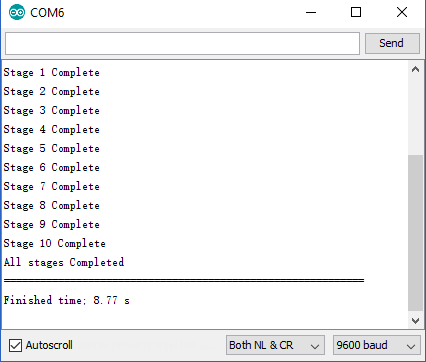 COM6
Send
Stage 1 Complete
Stage 2 Complete
Stage 3 Complete
Stage 4 Complete
Stage 5 Complete
Stage 6 Complete
Stage 7 Complete
Stage 8 Complete
Stage 9 Complete
Stage 10 Complete
All stages Completed
============================================================
Finished time; 8.77 s
Autoscroll
Both NL & CR
9600 baud